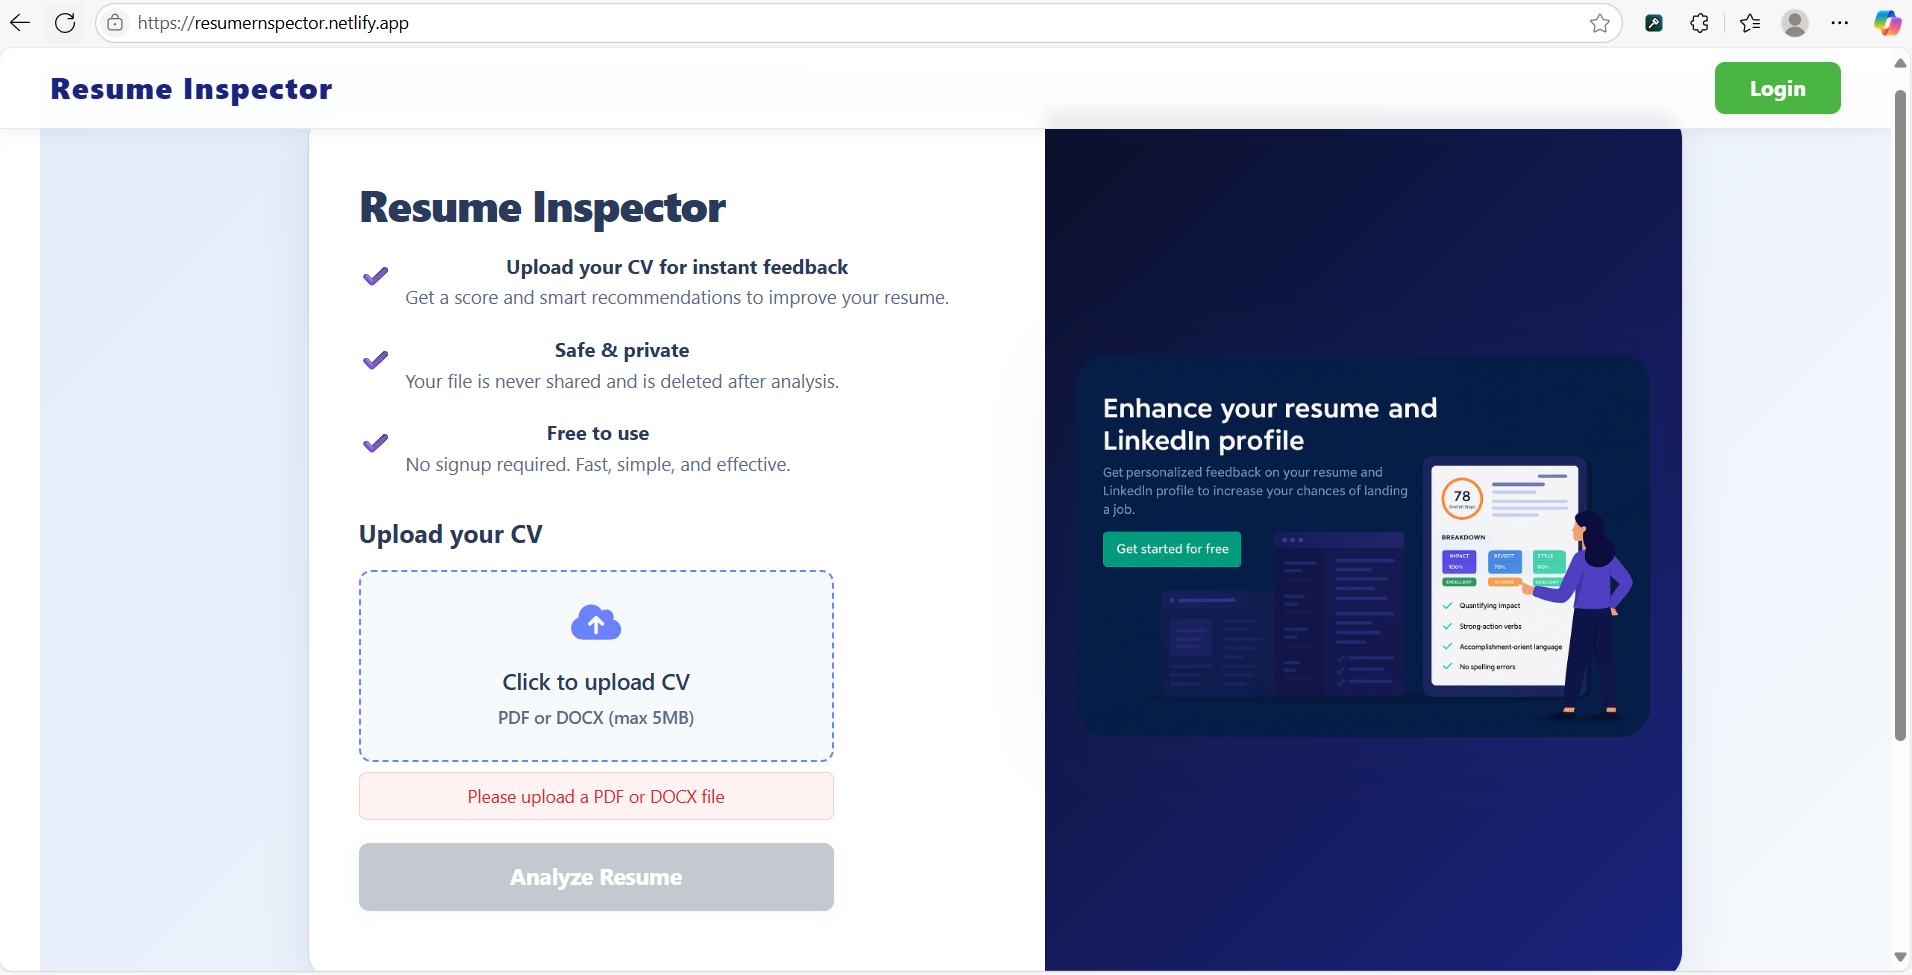 https://resumernspector.netlify.app
Resume Inspector
Login
Resume Inspector
Upload your CV for instant feedback
Get a score and smart recommendations to improve your resume.
Safe & private
Your file is never shared and is deleted after analysis.
Free to use
No signup required. Fast, simple, and effective.
Upload your CV
Click to upload CV
PDF or DOCX (max 5MB)
Please upload a PDF or DOCX file
Analyze Resume
Enhance your resume and
LinkedIn profile
Get personalized feedback on your resume and
LinkedIn profile to increase your chances of landing
a job.
Get started for free
78
BREAKDOWN
IMPACT
STYLE
100%
EXCELLENT
Quantifying impact
Strong-action verbs
Accomplishment-orient language
No spelling errors